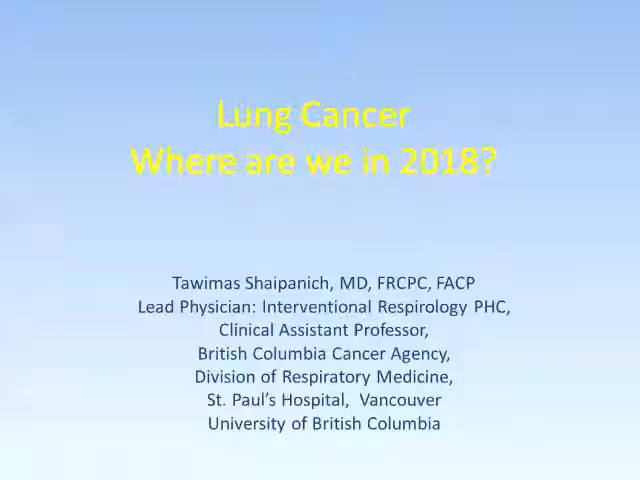 Lung Cancer
Where are we in 2018?
Tawimas Shaipanich, MD, FRCPC, FACP
Lead Physician: Interventional Respirology PHC,
Clinical Assistant Professor,
British Columbia Cancer Agency,
Division of Respiratory Medicine,
St. Paul’s Hospital, Vancouver
University of British Columbia